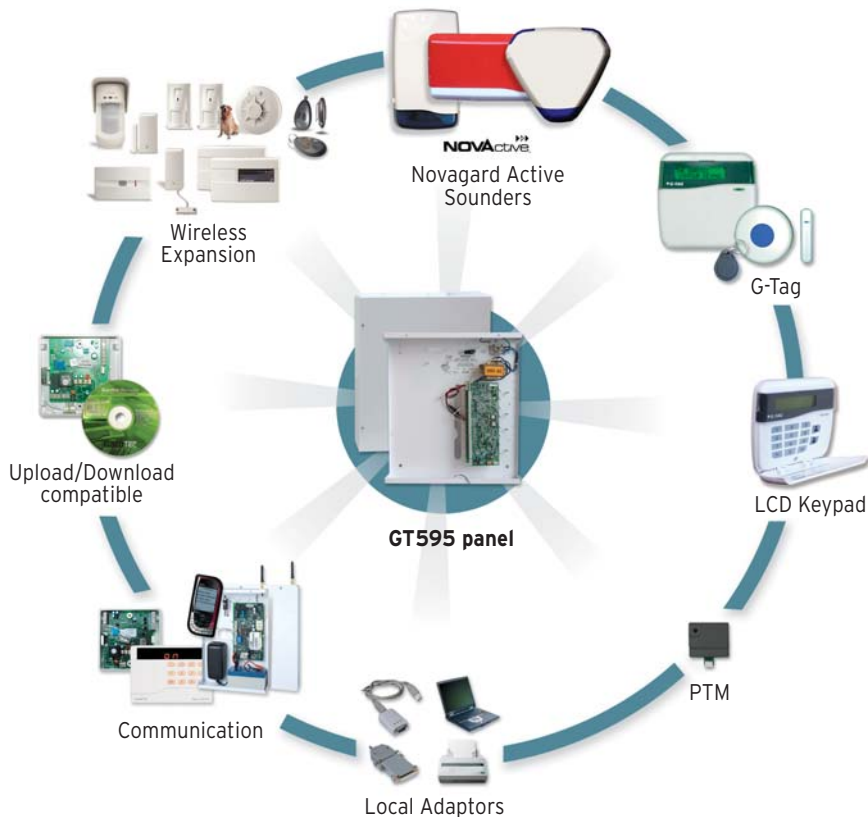 NOVActive
Novagard Active
Sounders
Wireless
Expansion
G-Tag
Upload/Download
compatible
LCD Keypad
GT595 panel
PTM
Communication
Local Adaptors